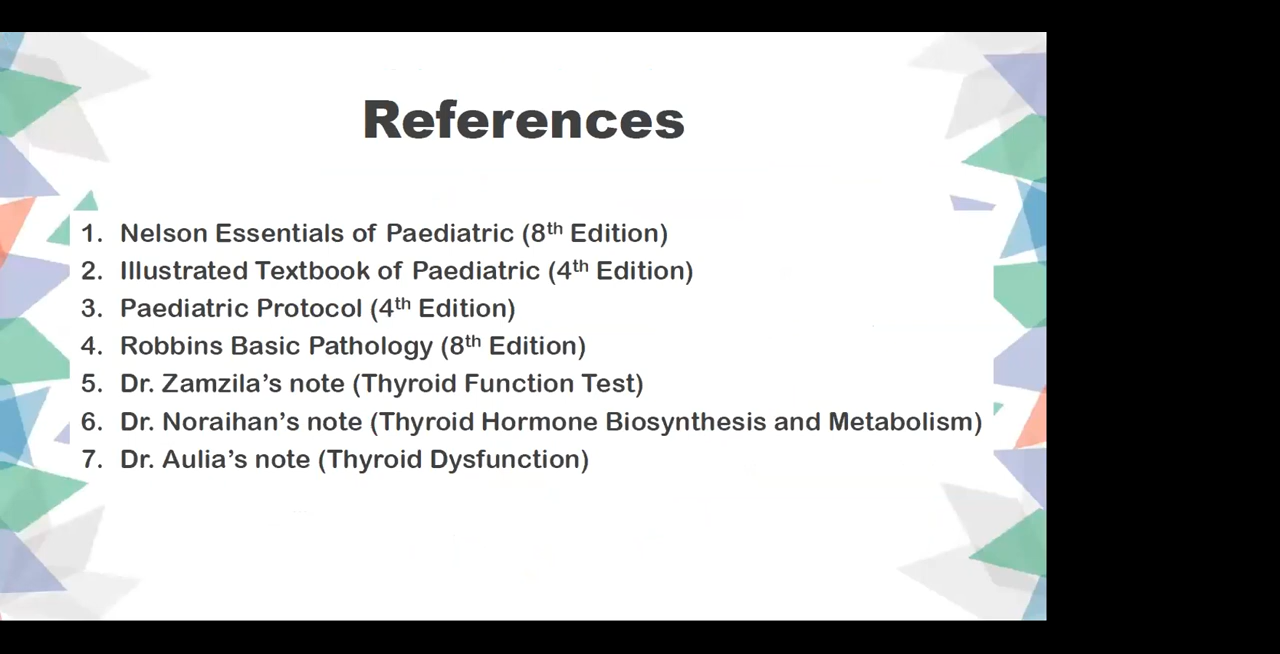 References
1. Nelson Essentials of Paediatric (8th Edition)
2. Illustrated Textbook of Paediatric (4th Edition)
3. Paediatric Protocol (4th Edition)
4. Robbins Basic Pathology (8th Edition)
5. Dr. Zamzila’s note (Thyroid Function Test)
6. Dr. Noraihan’s note (Thyroid Hormone Biosynthesis and Metabolism)
7. Dr. Aulia’s note (Thyroid Dysfunction)